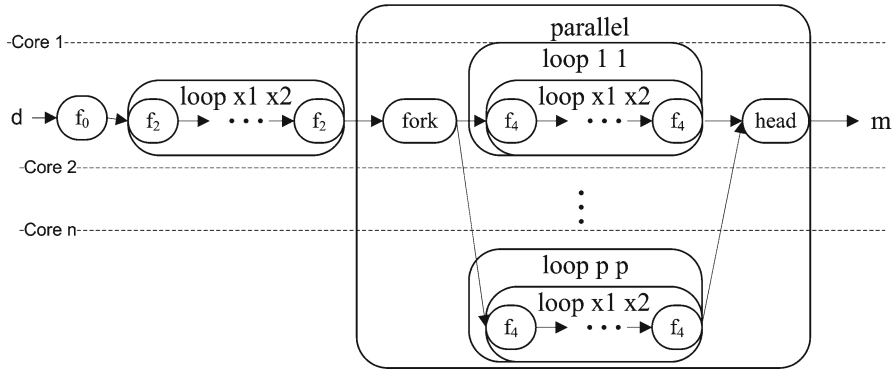 parallel
Core 1
loop 1 1
loop x1 x2
loop x1 x2
d
f₀
f₂
• • •
f₂
fork
f₄
• • •
f₄
head
m
Core 2
Core n
loop p p
loop x1 x2
f₄
• • •
f₄